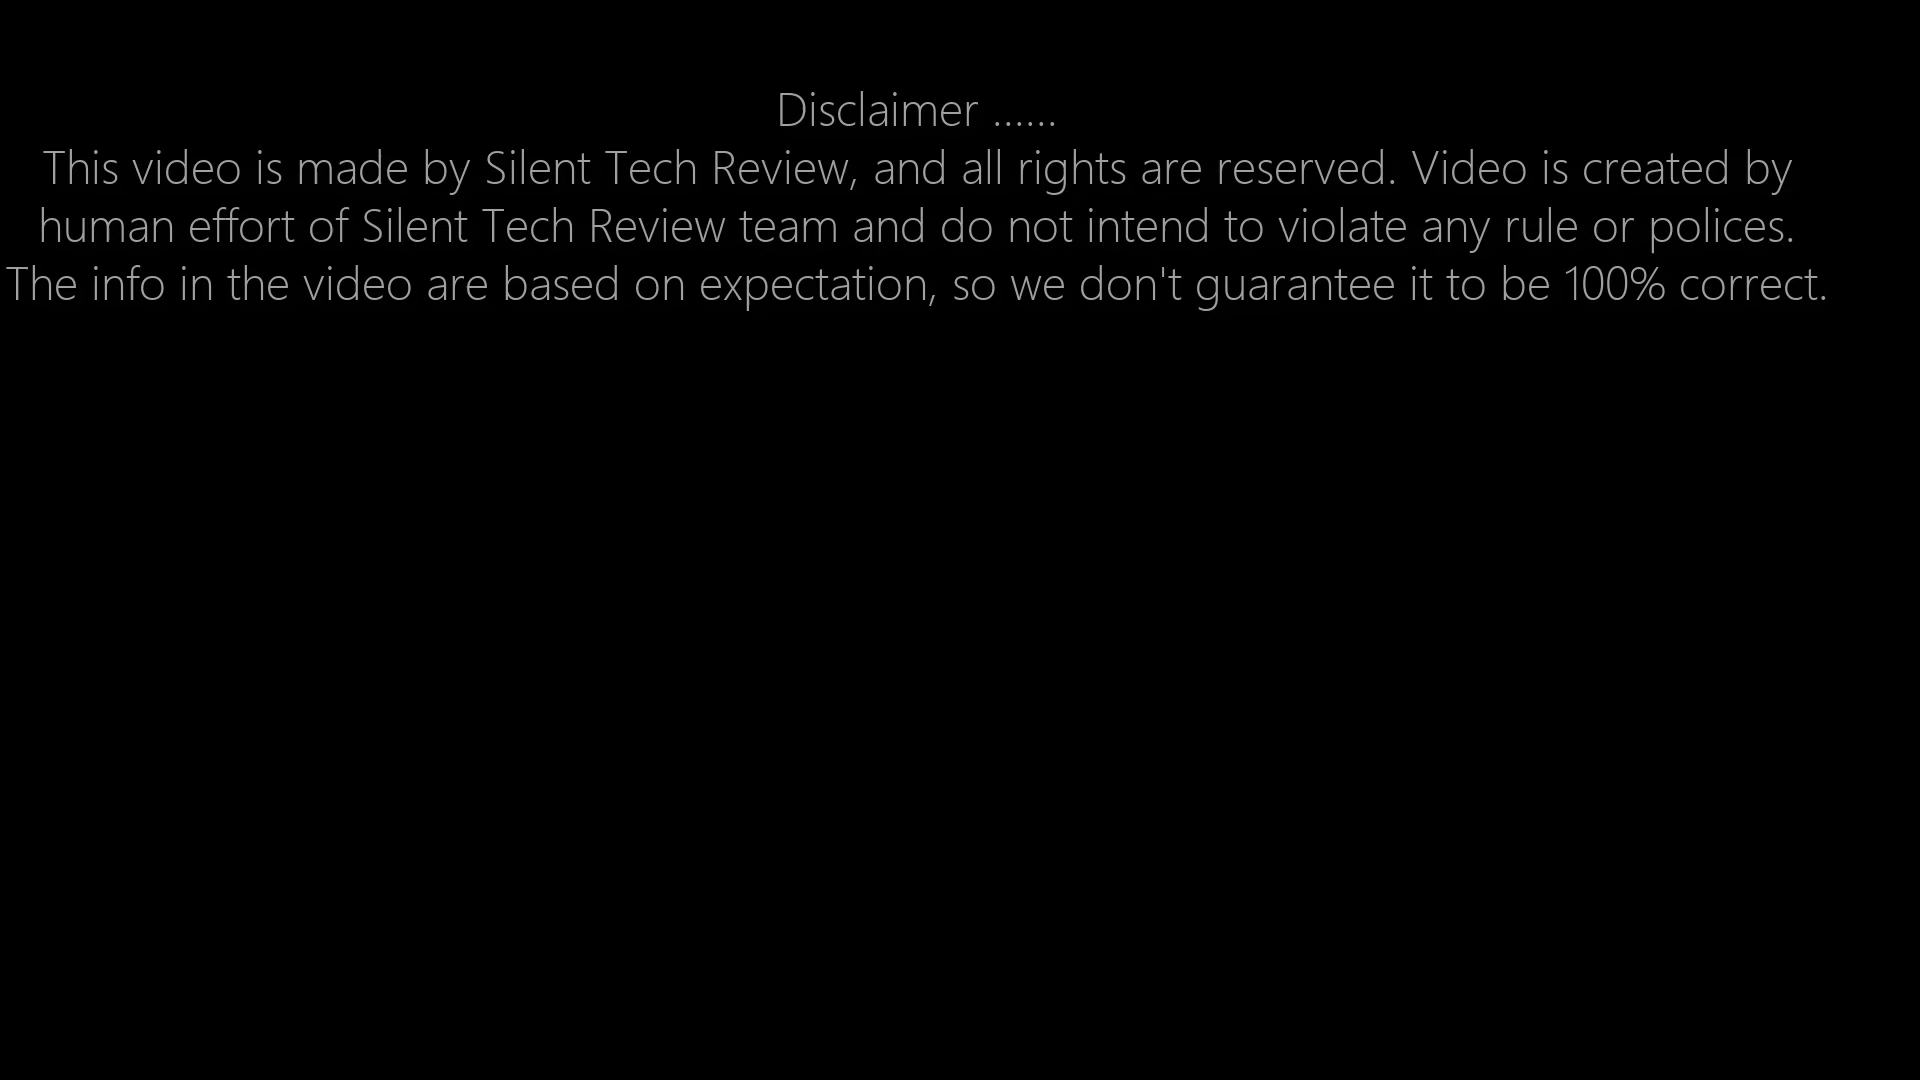 Disclaimer ......
This video is made by Silent Tech Review, and all rights are reserved. Video is created by
human effort of Silent Tech Review team and do not intend to violate any rule or polices.
The info in the video are based on expectation, so we don't guarantee it to be 100% correct.